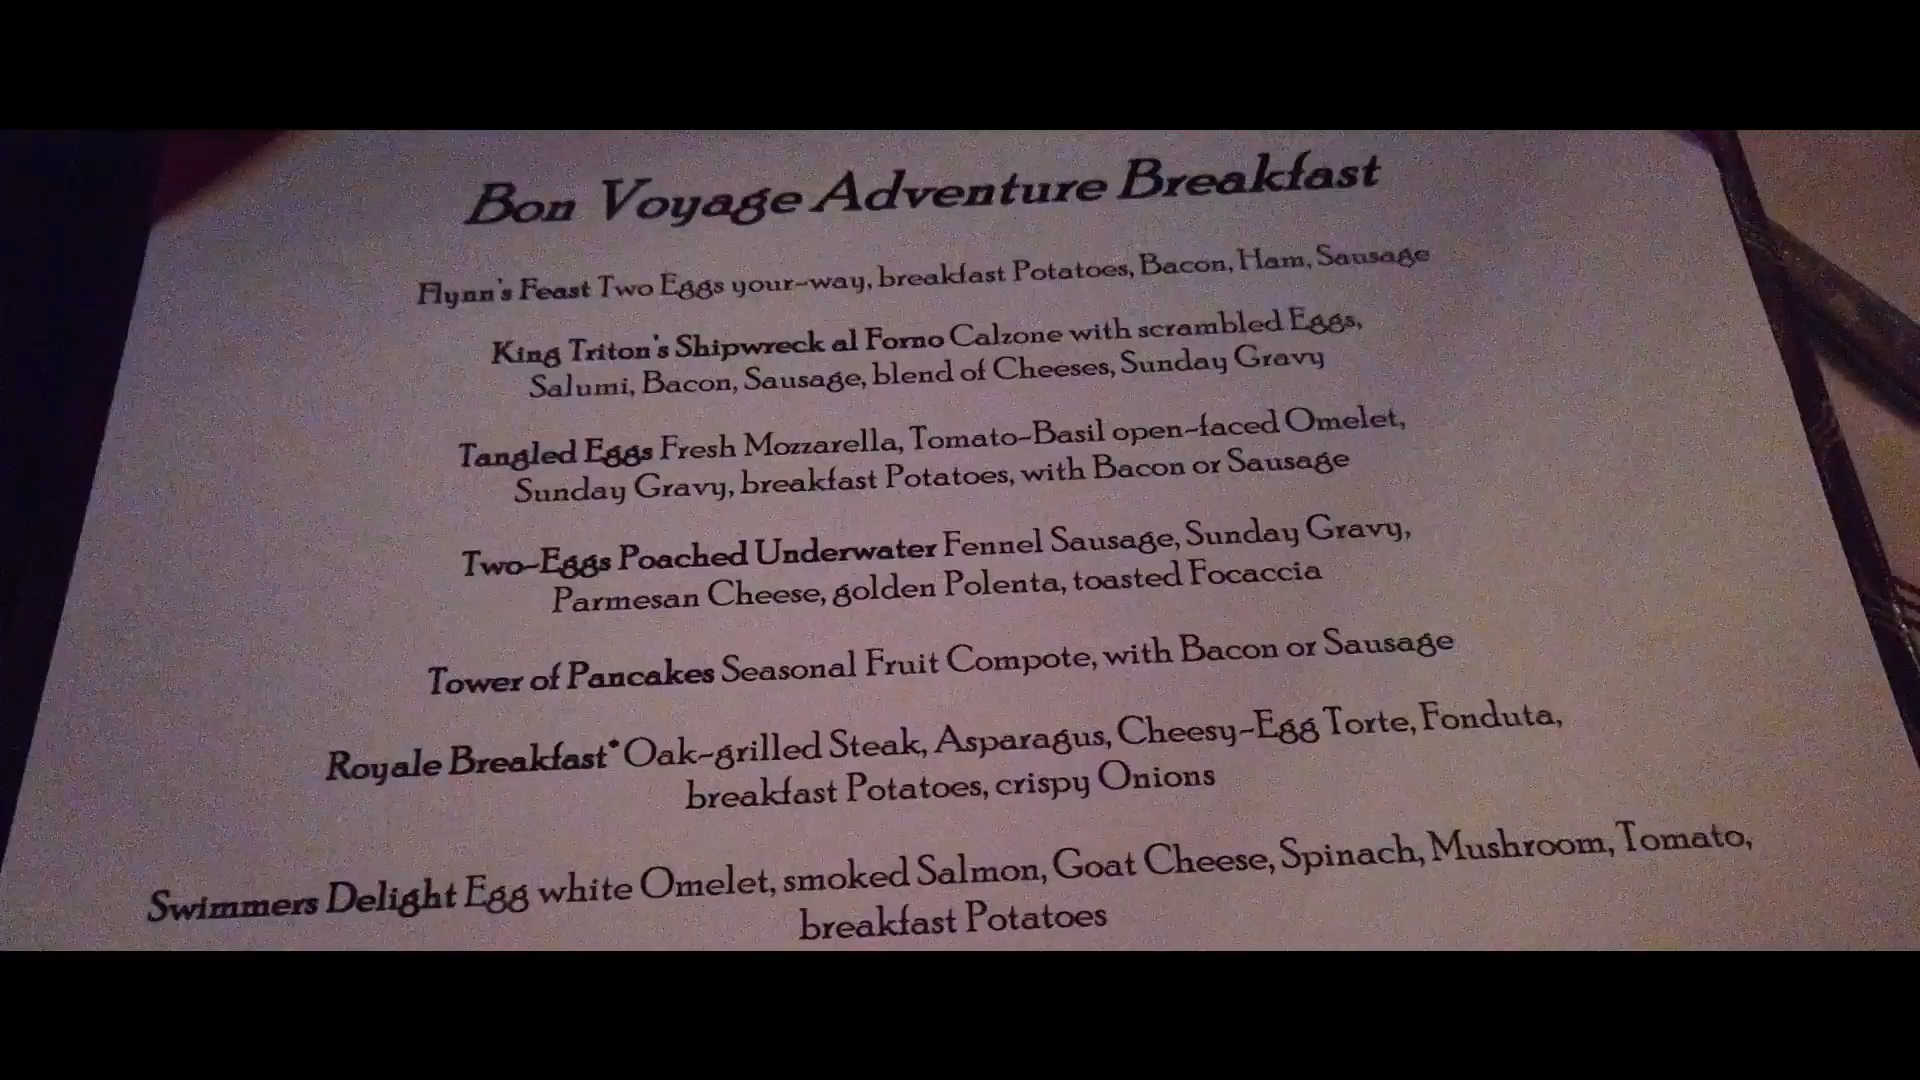 Bon Voyage Adventure Breakfast
Flynn's Feast Two Eggs your-way, breakfast Potatoes, Bacon, Ham, Sausage
King Triton's Shipwreck al Forno Calzone with scrambled Eggs,
Salumi, Bacon, Sausage, blend of Cheeses, Sunday Gravy
Tangled Eggs Fresh Mozzarella, Tomato-Basil open-faced Omelet,
Sunday Gravy, breakfast Potatoes, with Bacon or Sausage
Two-Eggs Poached Underwater Fennel Sausage, Sunday Gravy,
Parmesan Cheese, golden Polenta, toasted Focaccia
Tower of Pancakes Seasonal Fruit Compote, with Bacon or Sausage
Royale Breakfast* Oak-grilled Steak, Asparagus, Cheesy-Egg Torte, Fonduta,
breakfast Potatoes, crispy Onions
Swimmers Delight Egg white Omelet, smoked Salmon, Goat Cheese, Spinach, Mushroom, Tomato,
breakfast Potatoes